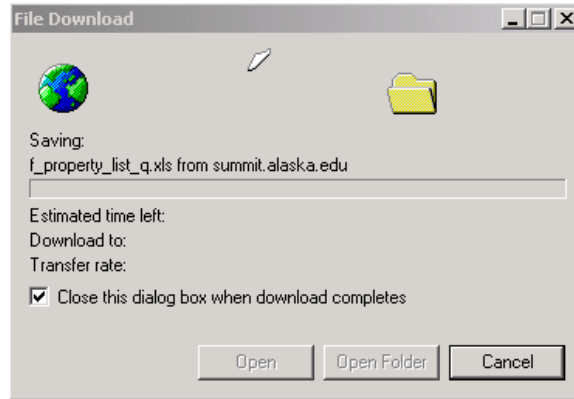 File Download
Saving:
f_property_list_q.xls from summit.alaska.edu
Estimated time left:
Download to:
Transfer rate:
Close this dialog box when download completes
Open
Open Folder
Cancel